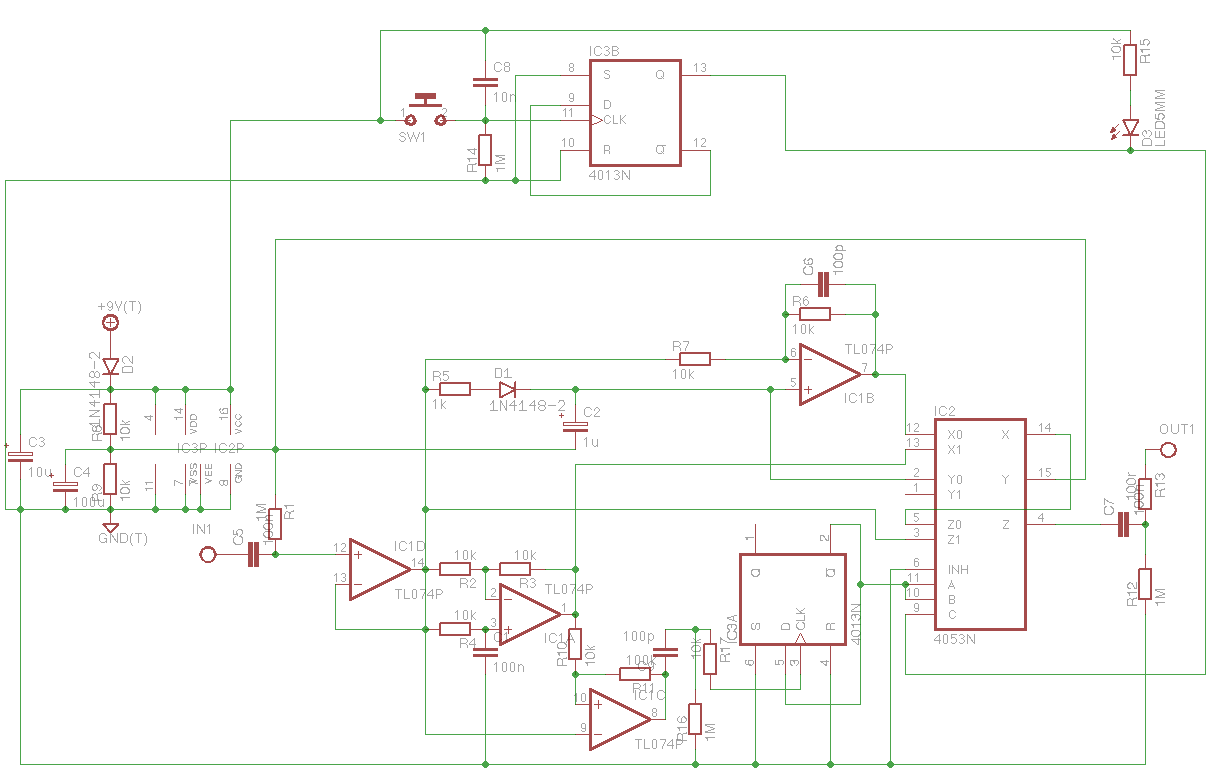 IC3B
8
S
Q
13
9
D
11
CLK
10
R
Q
12
4013N
C8
10n
1
2
SW1
R14
1M
10k
R15
D3
LED5MM
+9V(T)
D2
1N4148-2
R8
10k
C3
10u
C4
100u
R9
10k
GND(T)
4
14
VDD
16
VCC
IC3P
IC2P
11
7
VSS
VEE
8
GND
IN1
C5
100n
1M
R1
12
+
13
−
IC1D
14
TL074P
R5
1k
D1
1N4148-2
C2
1u
R7
10k
C6
100p
R6
10k
6
−
5
+
7
TL074P
IC1B
10k
R2
10k
R3
10k
R4
2
−
3
+
1
TL074P
IC1A
C1
100n
R10
10k
100p
C9
100k
R11
10
+
9
−
8
IC1C
TL074P
10k
R17
R16
1M
1
2
Q
Q
IC3A
4013N
S
D
CLK
R
6
5
3
4
IC2
12
X0
X
14
13
X1
2
Y0
Y
15
1
Y1
5
Z0
Z
4
3
Z1
6
INH
11
A
10
B
9
C
4053N
OUT1
C7
100n
R13
R12
1M